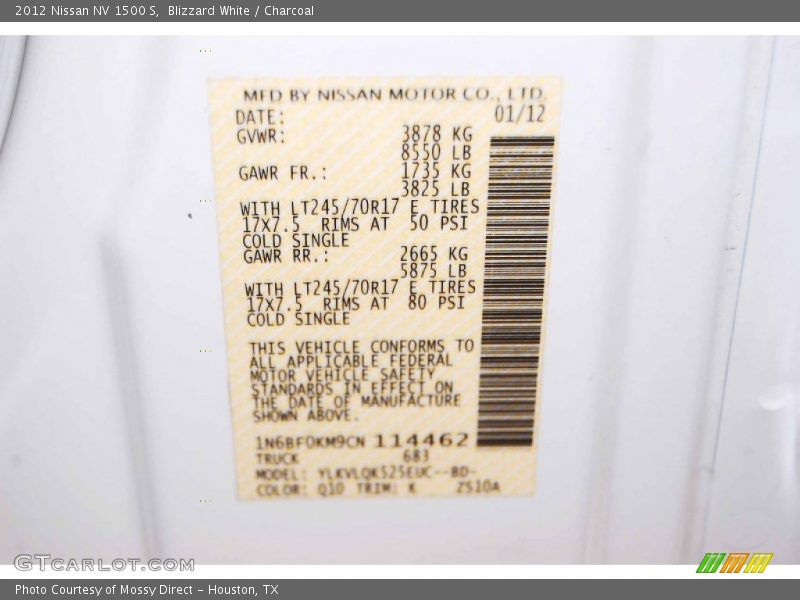 2012 Nissan NV 1500 S,  Blizzard White / Charcoal
MFD BY NISSAN MOTOR CO., LTD.
DATE: 01/12
GVWR: 3878 KG
8550 LB
GAWR FR.: 1735 KG
3825 LB
WITH LT245/70R17 E TIRES
17X7.5 RIMS AT 50 PSI
COLD SINGLE
GAWR RR.: 2665 KG
5875 LB
WITH LT245/70R17 E TIRES
17X7.5 RIMS AT 80 PSI
COLD SINGLE
THIS VEHICLE CONFORMS TO
ALL APPLICABLE FEDERAL
MOTOR VEHICLE SAFETY
STANDARDS IN EFFECT ON
THE DATE OF MANUFACTURE
SHOWN ABOVE.
1N6BF0KM9CN 114462
TRUCK 683
MODEL: YLKVLQK525EUC--BD-
COLOR: Q10 TRIM: K ZS10A
GTCARLOT.COM
Photo Courtesy of Mossy Direct – Houston, TX